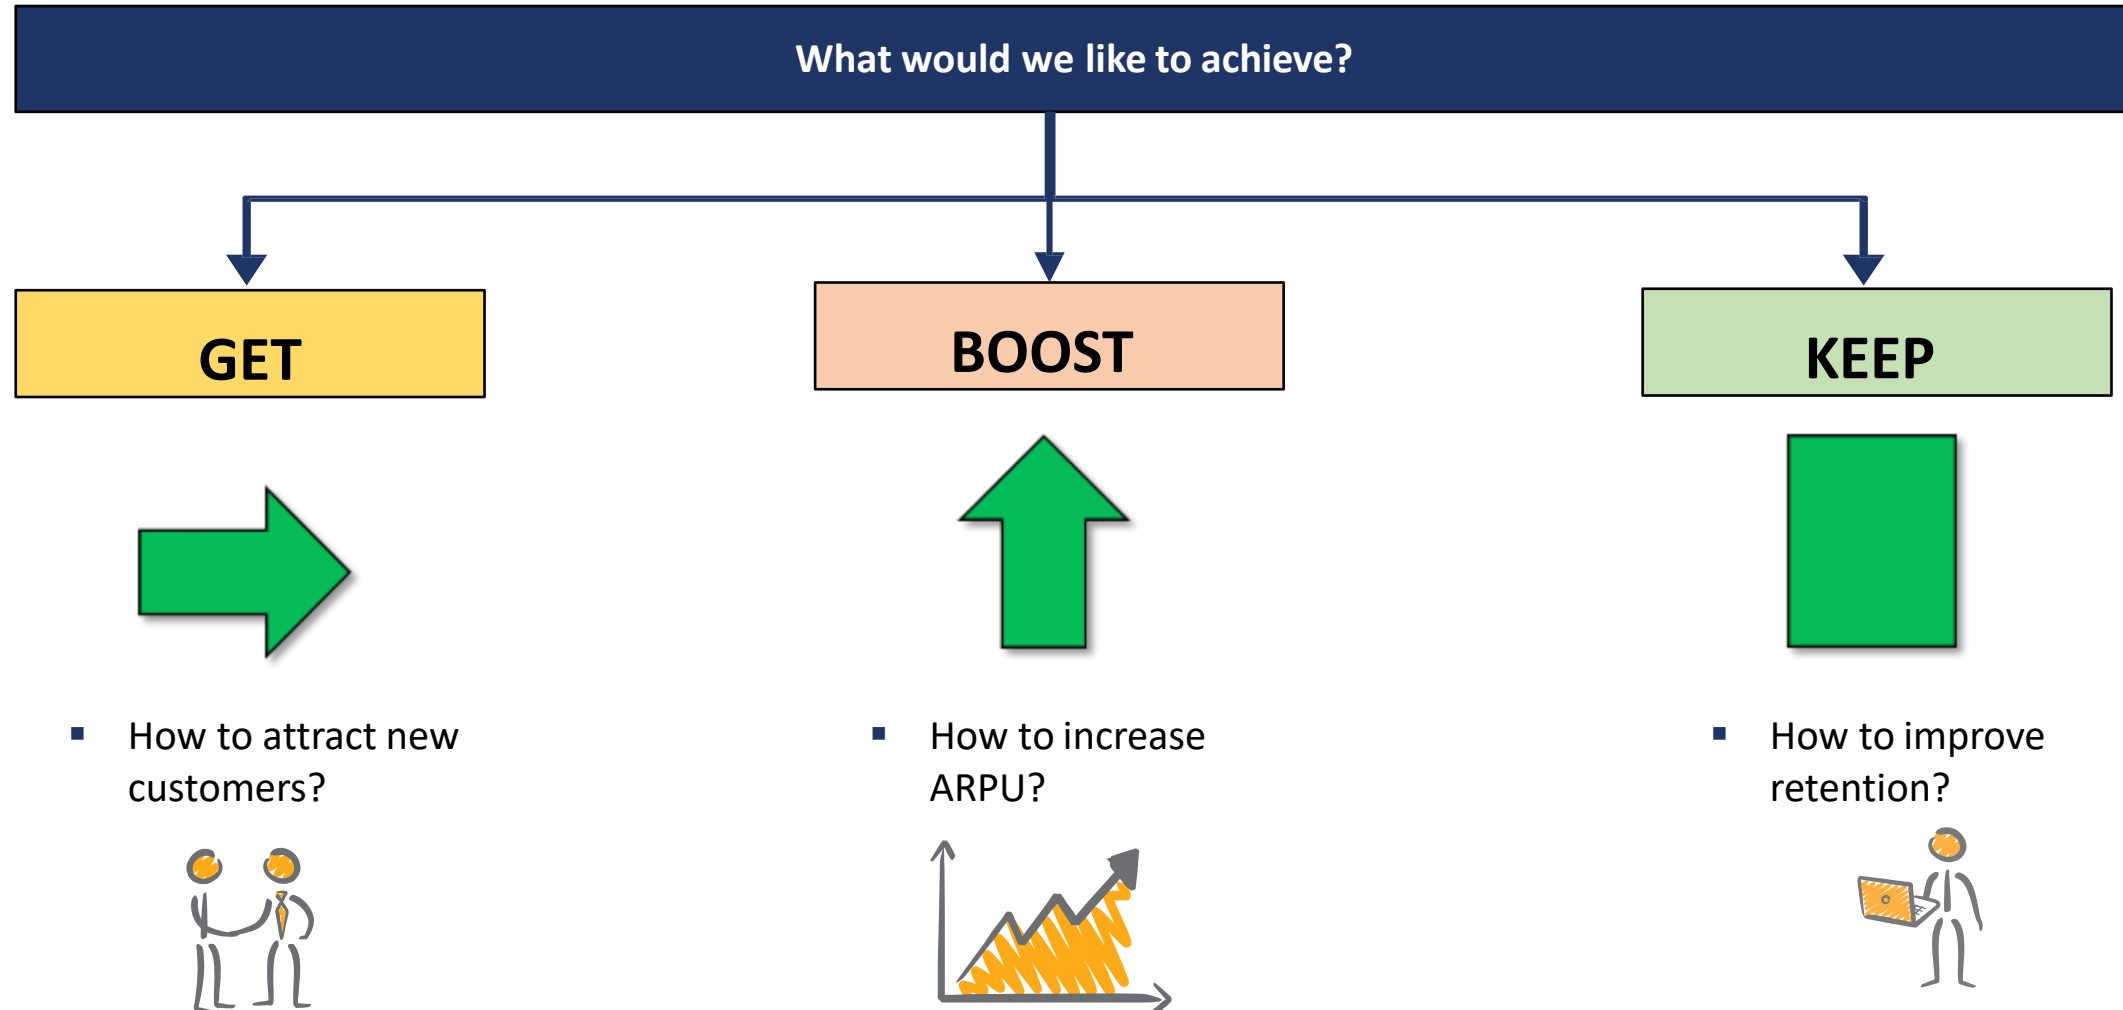 What would we like to achieve?
GET
BOOST
KEEP
▪ How to attract new
customers?
▪ How to increase
ARPU?
▪ How to improve
retention?